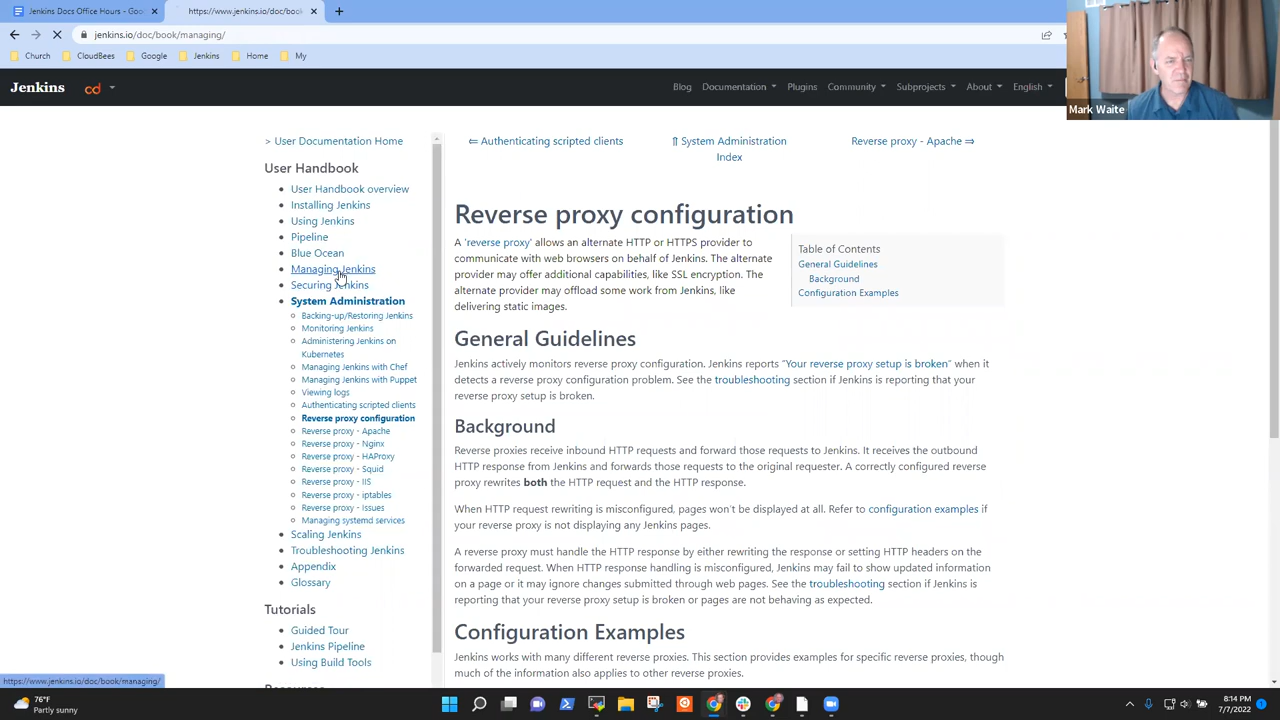 Jenkins Docs Office Hours - Goo
https://www.jenkins.io/doc/book/
jenkins.io/doc/book/managing/
Church
CloudBees
Google
Jenkins
Home
My
Jenkins
cd
Blog
Documentation
Plugins
Community
Subprojects
About
English
Mark Waite
> User Documentation Home
User Handbook
User Handbook overview
Installing Jenkins
Using Jenkins
Pipeline
Blue Ocean
Managing Jenkins
Securing Jenkins
System Administration
Backing-up/Restoring Jenkins
Monitoring Jenkins
Administering Jenkins on
Kubernetes
Managing Jenkins with Chef
Managing Jenkins with Puppet
Viewing logs
Authenticating scripted clients
Reverse proxy configuration
Reverse proxy - Apache
Reverse proxy - Nginx
Reverse proxy - HAProxy
Reverse proxy - Squid
Reverse proxy - IIS
Reverse proxy - iptables
Reverse proxy - Issues
Managing systemd services
Scaling Jenkins
Troubleshooting Jenkins
Appendix
Glossary
Tutorials
Guided Tour
Jenkins Pipeline
Using Build Tools
⇐ Authenticating scripted clients
⇑ System Administration
Index
Reverse proxy - Apache ⇒
Reverse proxy configuration
A 'reverse proxy' allows an alternate HTTP or HTTPS provider to
communicate with web browsers on behalf of Jenkins. The alternate
provider may offer additional capabilities, like SSL encryption. The
alternate provider may offload some work from Jenkins, like
delivering static images.
Table of Contents
General Guidelines
Background
Configuration Examples
General Guidelines
Jenkins actively monitors reverse proxy configuration. Jenkins reports "Your reverse proxy setup is broken" when it
detects a reverse proxy configuration problem. See the troubleshooting section if Jenkins is reporting that your
reverse proxy setup is broken.
Background
Reverse proxies receive inbound HTTP requests and forward those requests to Jenkins. It receives the outbound
HTTP response from Jenkins and forwards those requests to the original requester. A correctly configured reverse
proxy rewrites both the HTTP request and the HTTP response.
When HTTP request rewriting is misconfigured, pages won't be displayed at all. Refer to configuration examples if
your reverse proxy is not displaying any Jenkins pages.
A reverse proxy must handle the HTTP response by either rewriting the response or setting HTTP headers on the
forwarded request. When HTTP response handling is misconfigured, Jenkins may fail to show updated information
on a page or it may ignore changes submitted through web pages. See the troubleshooting section if Jenkins is
reporting that your reverse proxy setup is broken or pages are not behaving as expected.
Configuration Examples
Jenkins works with many different reverse proxies. This section provides examples for specific reverse proxies, though
much of the information also applies to other reverse proxies.
https://www.jenkins.io/doc/book/managing/
76°F
Partly sunny
8:14 PM
7/7/2022